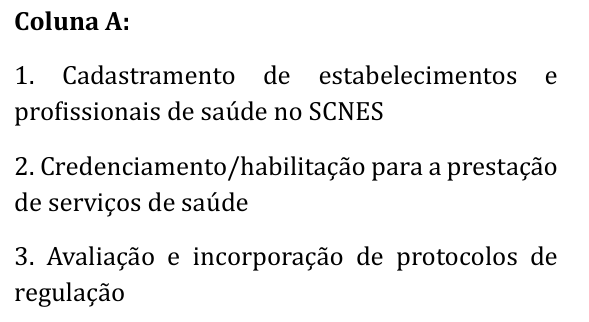 Coluna A:
1. Cadastramento de estabelecimentos e
profissionais de saúde no SCNES
2. Credenciamento/habilitação para a prestação
de serviços de saúde
3. Avaliação e incorporação de protocolos de
regulação